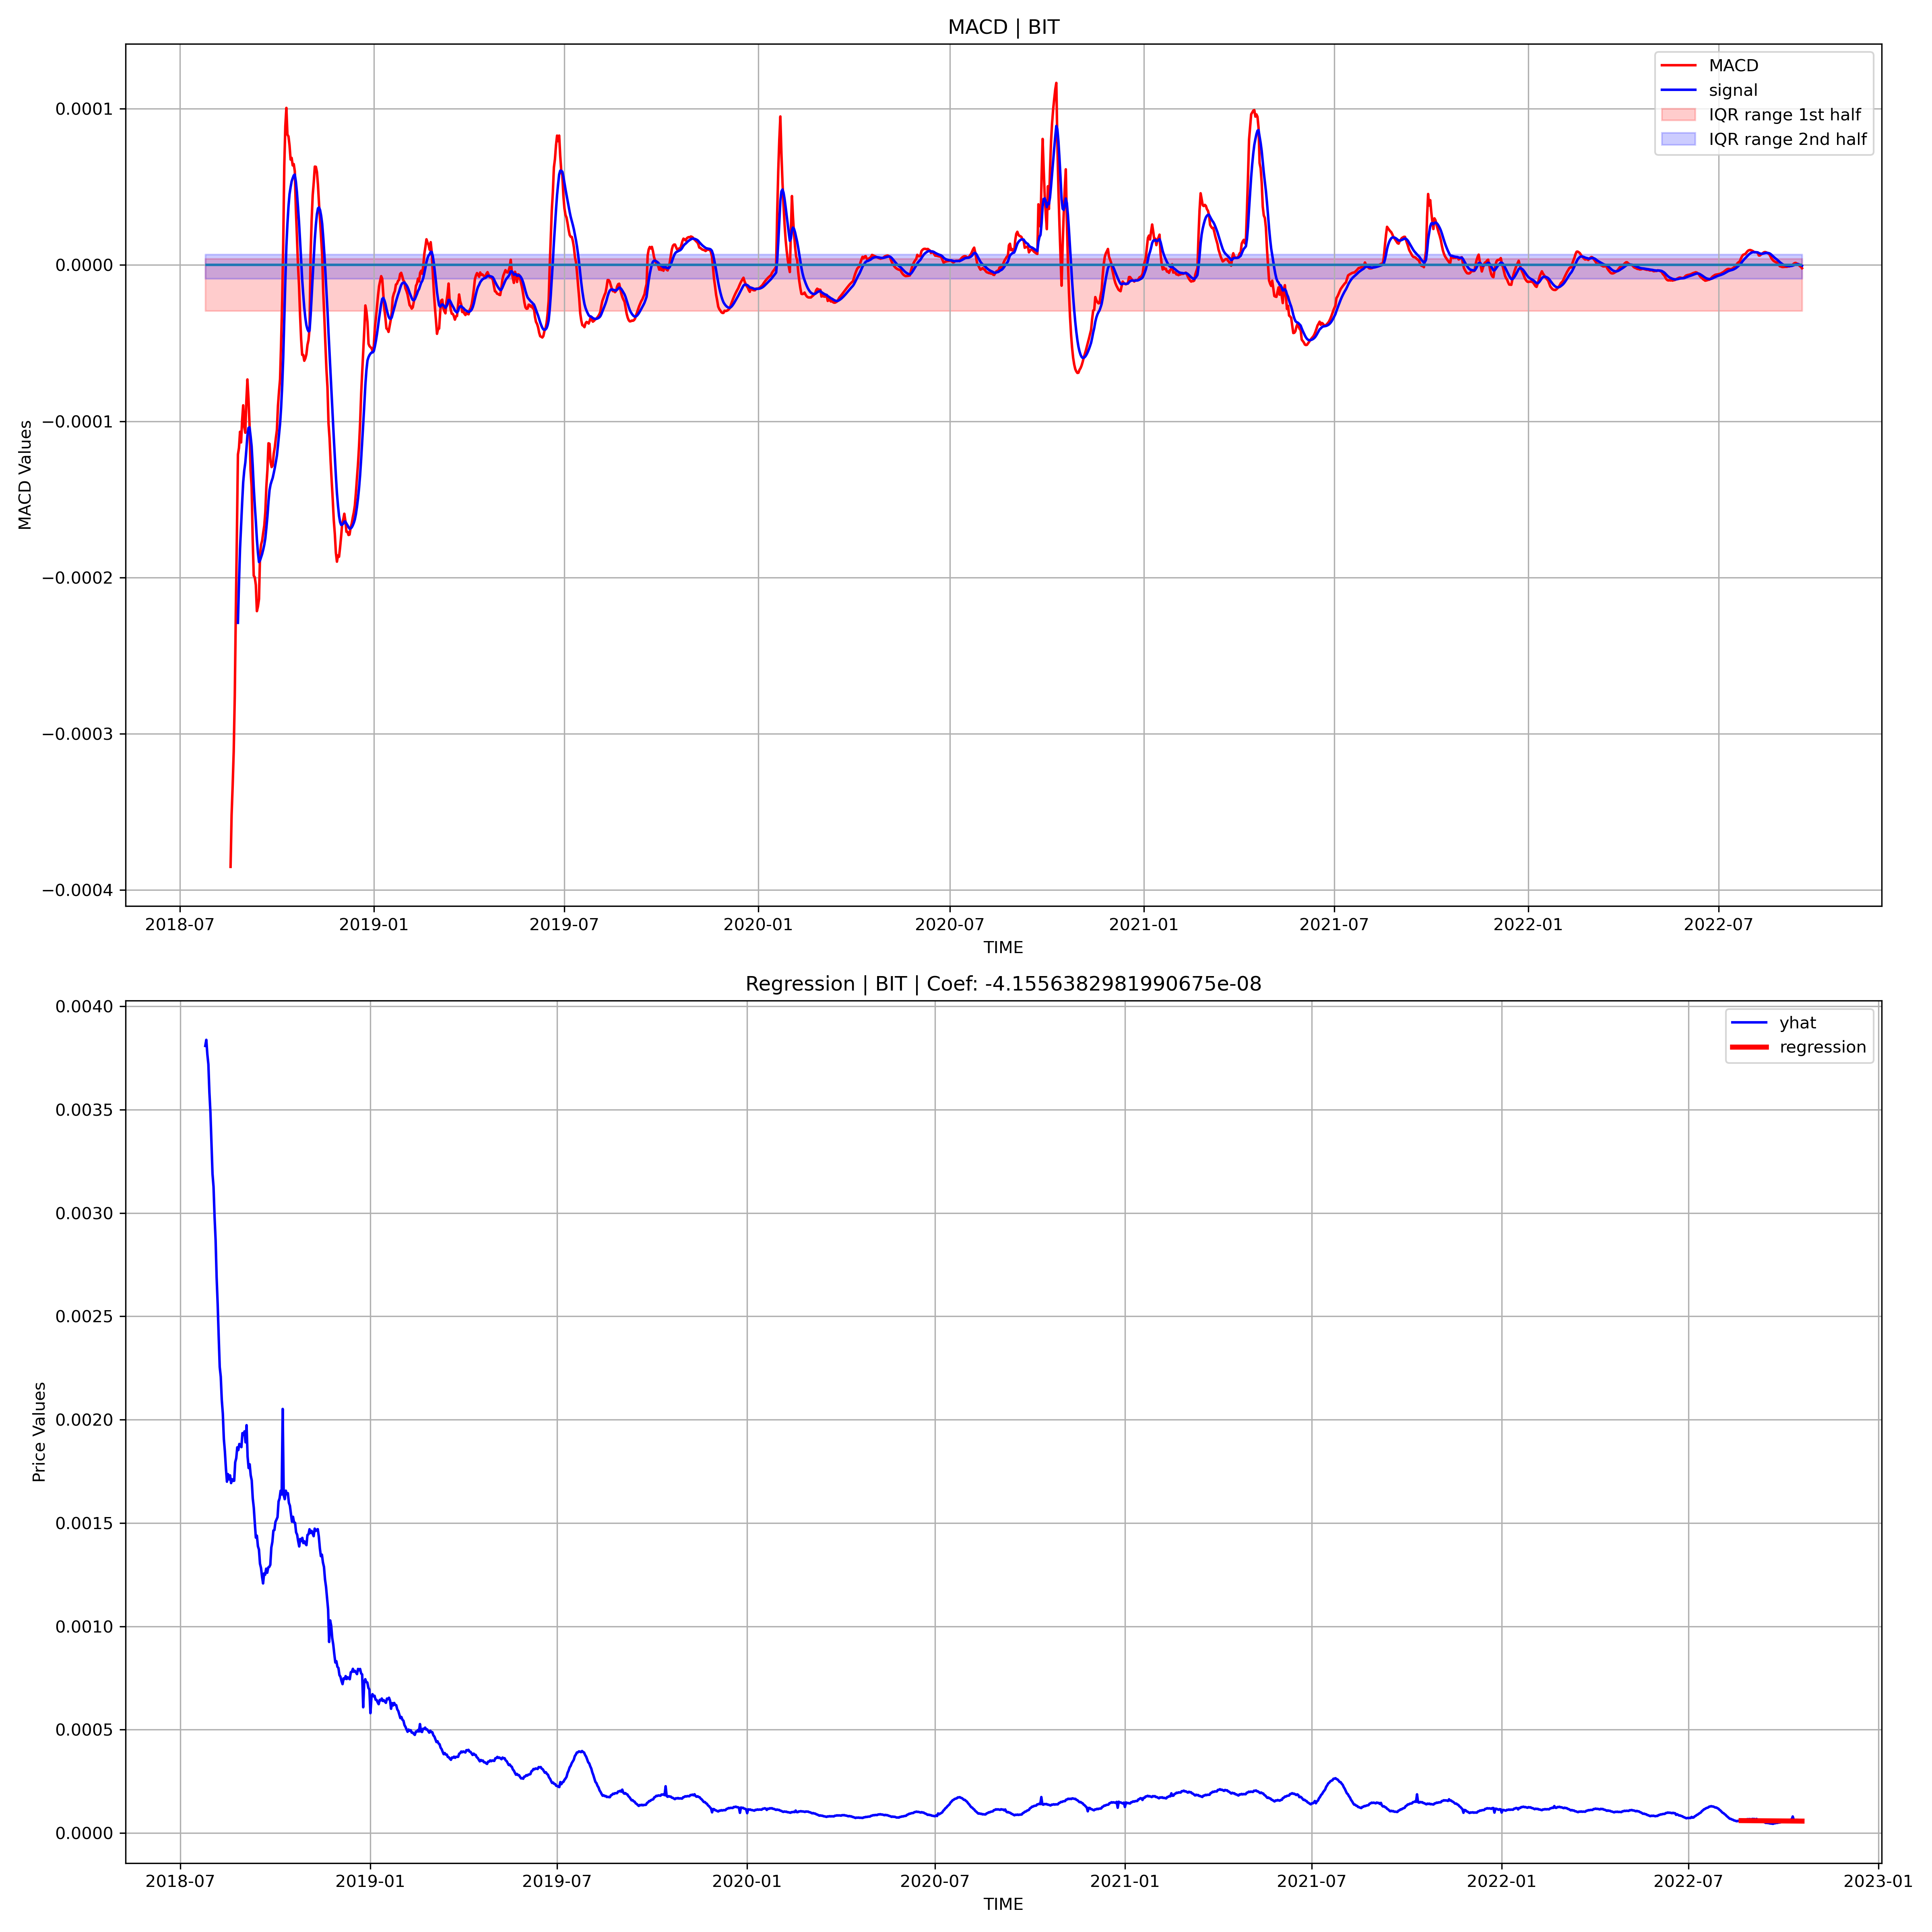 MACD | BIT
MACD
signal
IQR range 1st half
IQR range 2nd half
0.0001
0.0000
−0.0001
−0.0002
−0.0003
−0.0004
MACD Values
2018-07 2019-01 2019-07 2020-01 2020-07 2021-01 2021-07 2022-01 2022-07
TIME
Regression | BIT | Coef: -4.1556382981990675e-08
yhat
regression
0.0040
0.0035
0.0030
0.0025
0.0020
0.0015
0.0010
0.0005
0.0000
Price Values
2018-07 2019-01 2019-07 2020-01 2020-07 2021-01 2021-07 2022-01 2022-07 2023-01
TIME